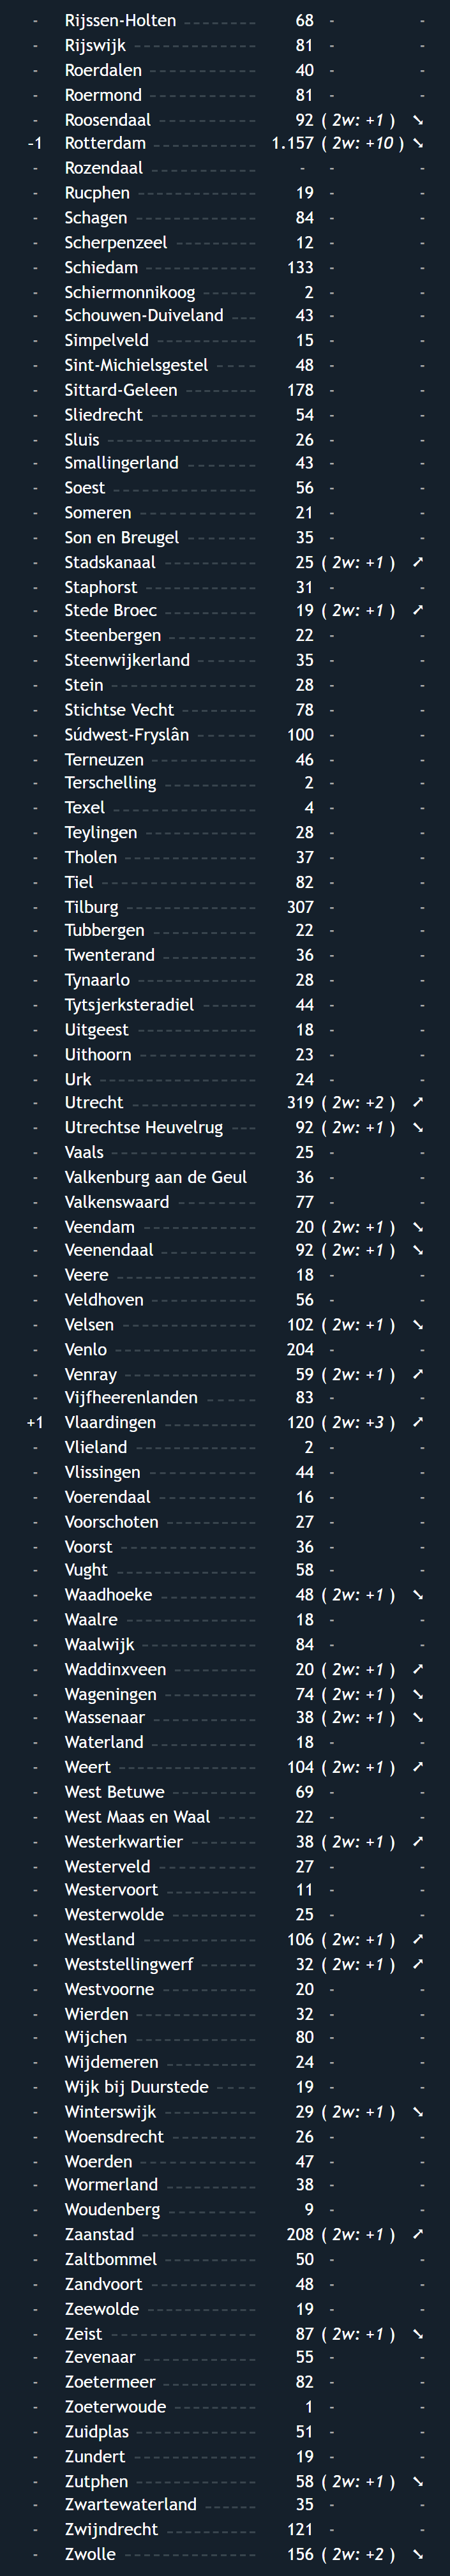 - Rijssen-Holten 68 - -
- Rijswijk 81 - -
- Roerdalen 40 - -
- Roermond 81 - -
- Roosendaal 92 ( 2w: +1 ) ➘
-1 Rotterdam 1.157 ( 2w: +10 ) ➘
- Rozendaal - - -
- Rucphen 19 - -
- Schagen 84 - -
- Scherpenzeel 12 - -
- Schiedam 133 - -
- Schiermonnikoog 2 - -
- Schouwen-Duiveland 43 - -
- Simpelveld 15 - -
- Sint-Michielsgestel 48 - -
- Sittard-Geleen 178 - -
- Sliedrecht 54 - -
- Sluis 26 - -
- Smallingerland 43 - -
- Soest 56 - -
- Someren 21 - -
- Son en Breugel 35 - -
- Stadskanaal 25 ( 2w: +1 ) ➚
- Staphorst 31 - -
- Stede Broec 19 ( 2w: +1 ) ➚
- Steenbergen 22 - -
- Steenwijkerland 35 - -
- Stein 28 - -
- Stichtse Vecht 78 - -
- Súdwest-Fryslân 100 - -
- Terneuzen 46 - -
- Terschelling 2 - -
- Texel 4 - -
- Teylingen 28 - -
- Tholen 37 - -
- Tiel 82 - -
- Tilburg 307 - -
- Tubbergen 22 - -
- Twenterand 36 - -
- Tynaarlo 28 - -
- Tytsjerksteradiel 44 - -
- Uitgeest 18 - -
- Uithoorn 23 - -
- Urk 24 - -
- Utrecht 319 ( 2w: +2 ) ➚
- Utrechtse Heuvelrug 92 ( 2w: +1 ) ➘
- Vaals 25 - -
- Valkenburg aan de Geul 36 - -
- Valkenswaard 77 - -
- Veendam 20 ( 2w: +1 ) ➘
- Veenendaal 92 ( 2w: +1 ) ➘
- Veere 18 - -
- Veldhoven 56 - -
- Velsen 102 ( 2w: +1 ) ➘
- Venlo 204 - -
- Venray 59 ( 2w: +1 ) ➚
- Vijfheerenlanden 83 - -
+1 Vlaardingen 120 ( 2w: +3 ) ➚
- Vlieland 2 - -
- Vlissingen 44 - -
- Voerendaal 16 - -
- Voorschoten 27 - -
- Voorst 36 - -
- Vught 58 - -
- Waadhoeke 48 ( 2w: +1 ) ➘
- Waalre 18 - -
- Waalwijk 84 - -
- Waddinxveen 20 ( 2w: +1 ) ➚
- Wageningen 74 ( 2w: +1 ) ➘
- Wassenaar 38 ( 2w: +1 ) ➘
- Waterland 18 - -
- Weert 104 ( 2w: +1 ) ➚
- West Betuwe 69 - -
- West Maas en Waal 22 - -
- Westerkwartier 38 ( 2w: +1 ) ➚
- Westerveld 27 - -
- Westervoort 11 - -
- Westerwolde 25 - -
- Westland 106 ( 2w: +1 ) ➚
- Weststellingwerf 32 ( 2w: +1 ) ➚
- Westvoorne 20 - -
- Wierden 32 - -
- Wijchen 80 - -
- Wijdemeren 24 - -
- Wijk bij Duurstede 19 - -
- Winterswijk 29 ( 2w: +1 ) ➘
- Woensdrecht 26 - -
- Woerden 47 - -
- Wormerland 38 - -
- Woudenberg 9 - -
- Zaanstad 208 ( 2w: +1 ) ➚
- Zaltbommel 50 - -
- Zandvoort 48 - -
- Zeewolde 19 - -
- Zeist 87 ( 2w: +1 ) ➘
- Zevenaar 55 - -
- Zoetermeer 82 - -
- Zoeterwoude 1 - -
- Zuidplas 51 - -
- Zundert 19 - -
- Zutphen 58 ( 2w: +1 ) ➘
- Zwartewaterland 35 - -
- Zwijndrecht 121 - -
- Zwolle 156 ( 2w: +2 ) ➘